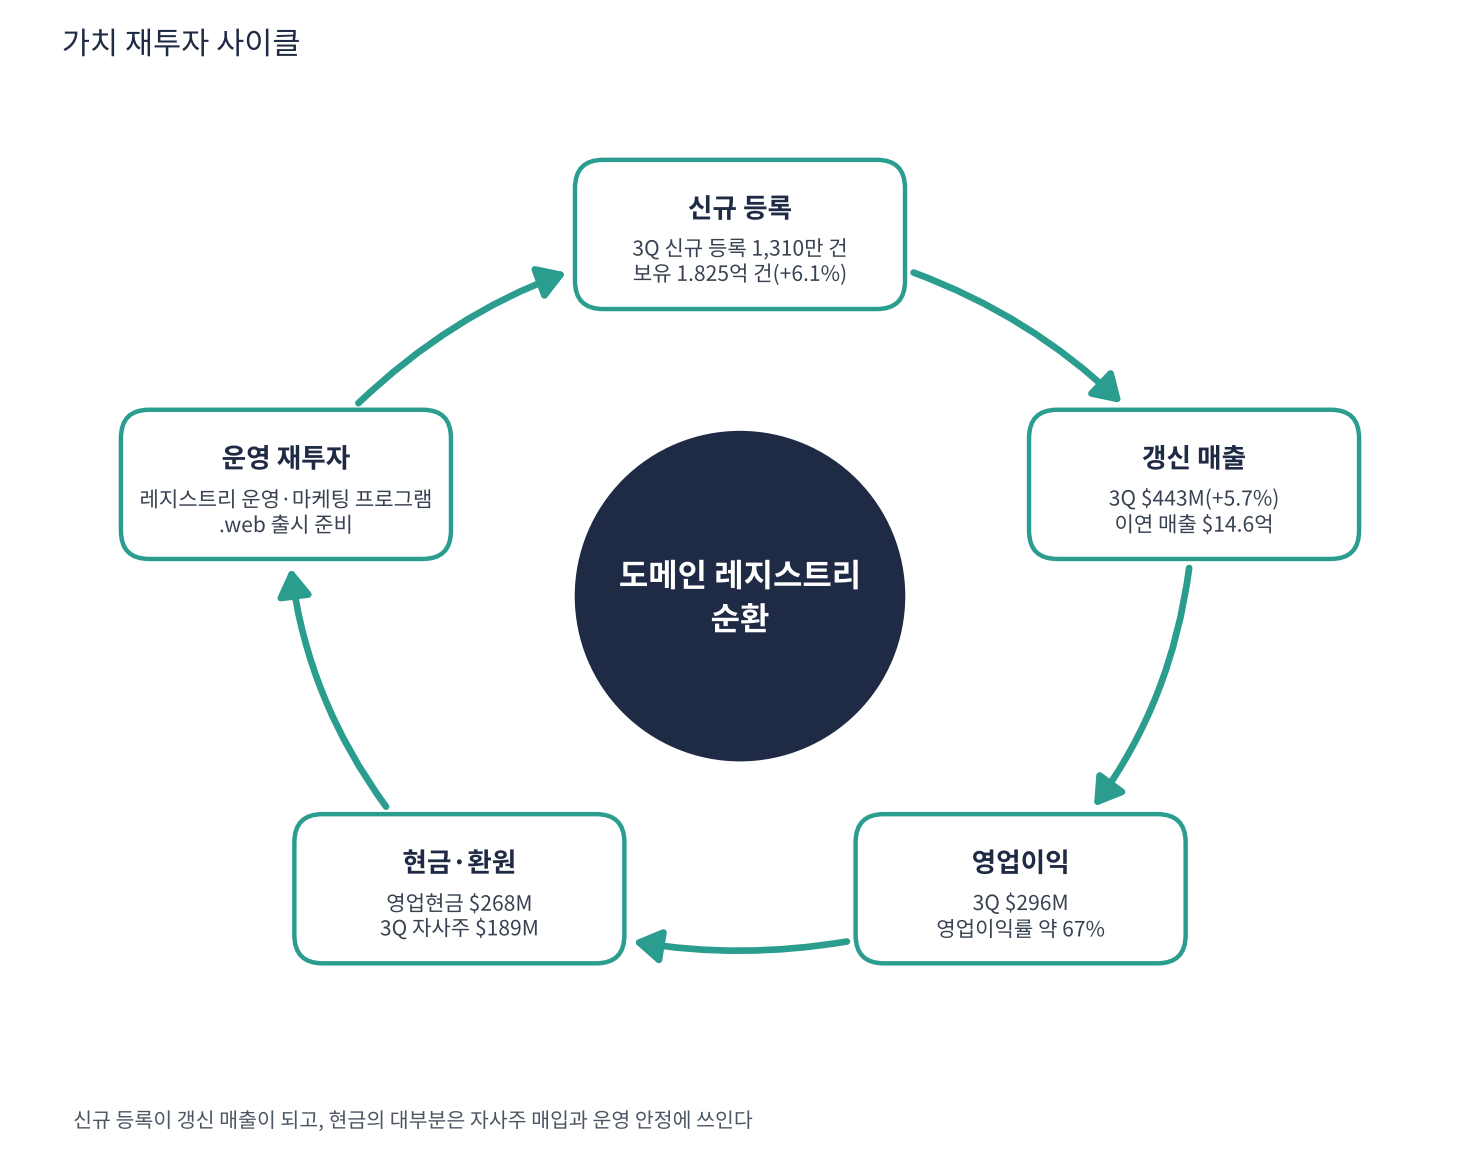 가치 재투자 사이클
신규 등록
3Q 신규 등록 1,310만 건
보유 1.825억 건(+6.1%)
갱신 매출
3Q $443M(+5.7%)
이연 매출 $14.6억
영업이익
3Q $296M
영업이익률 약 67%
현금·환원
영업현금 $268M
3Q 자사주 $189M
운영 재투자
레지스트리 운영·마케팅 프로그램
.web 출시 준비
도메인 레지스트리
순환
신규 등록이 갱신 매출이 되고, 현금의 대부분은 자사주 매입과 운영 안정에 쓰인다